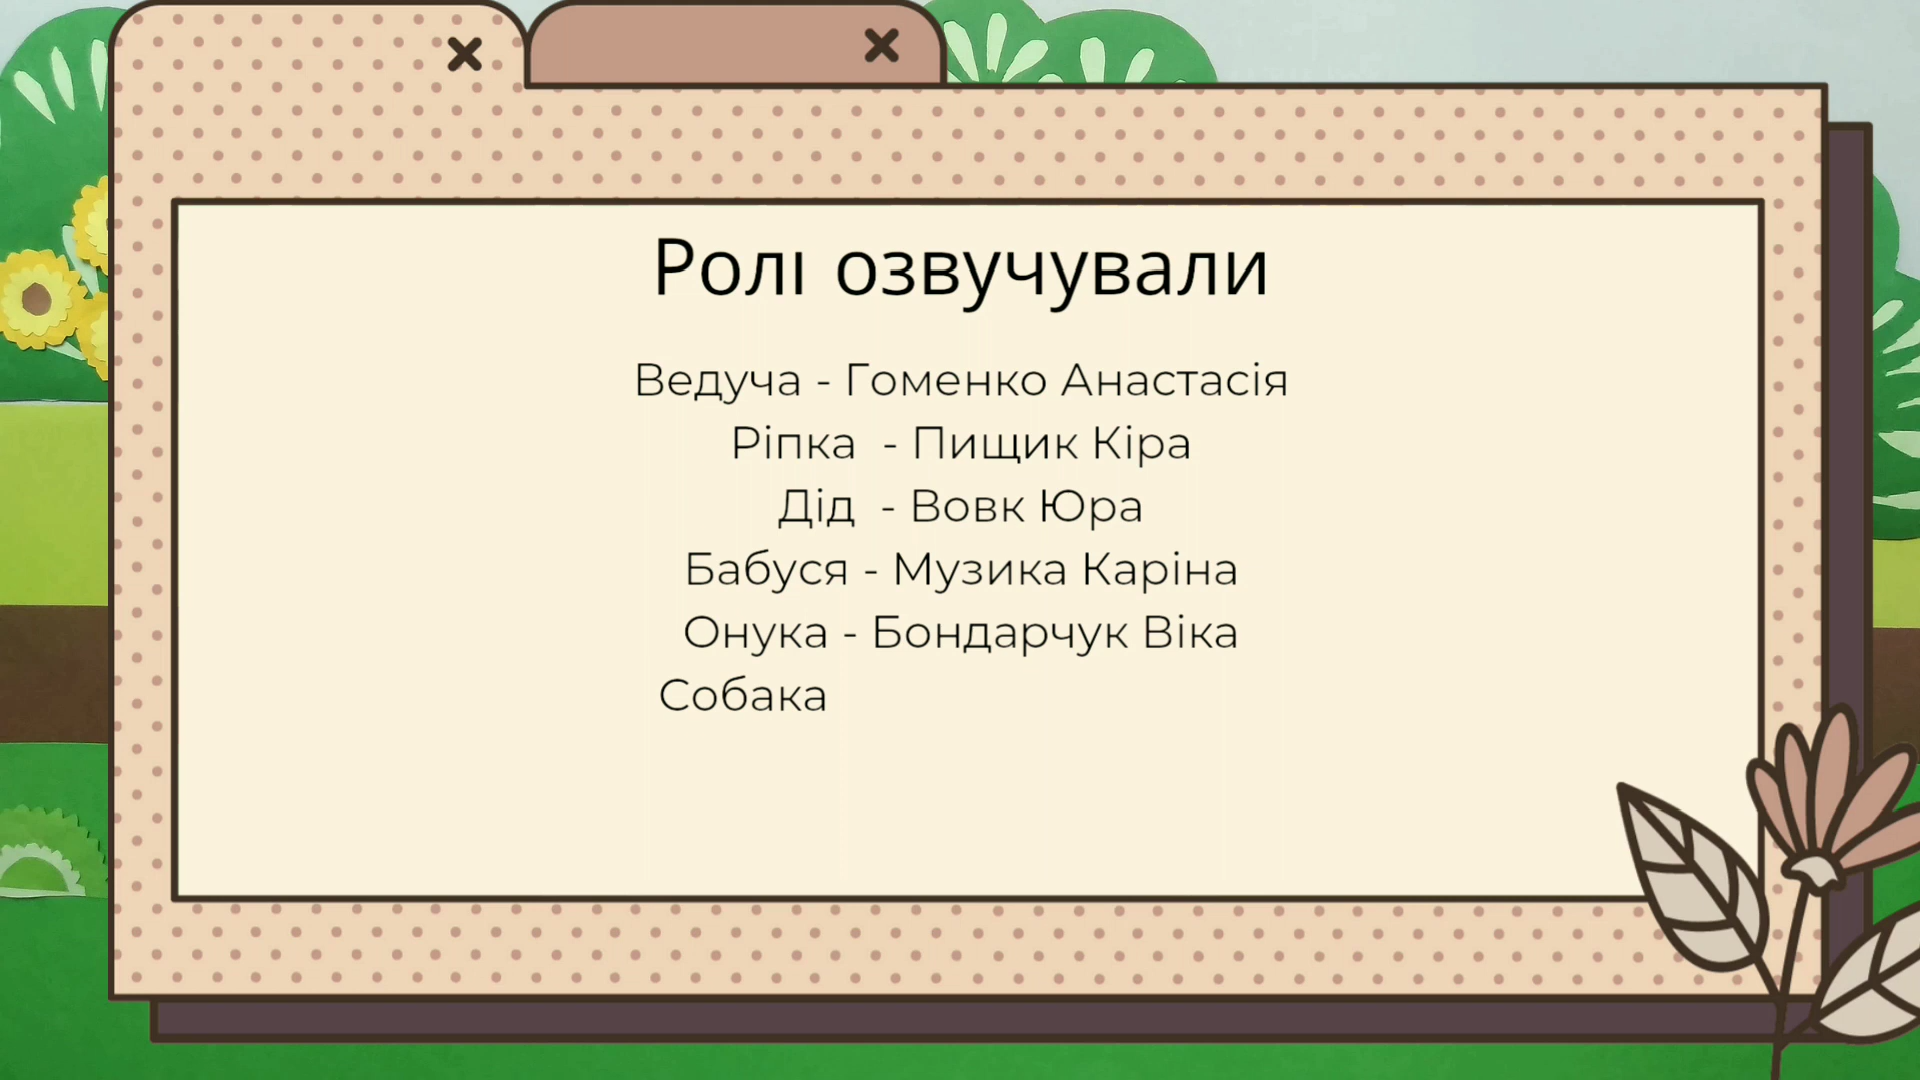 Ролі озвучували
Ведуча - Гоменко Анастасія
Ріпка - Пищик Кіра
Дід - Вовк Юра
Бабуся - Музика Каріна
Онука - Бондарчук Віка
Собака